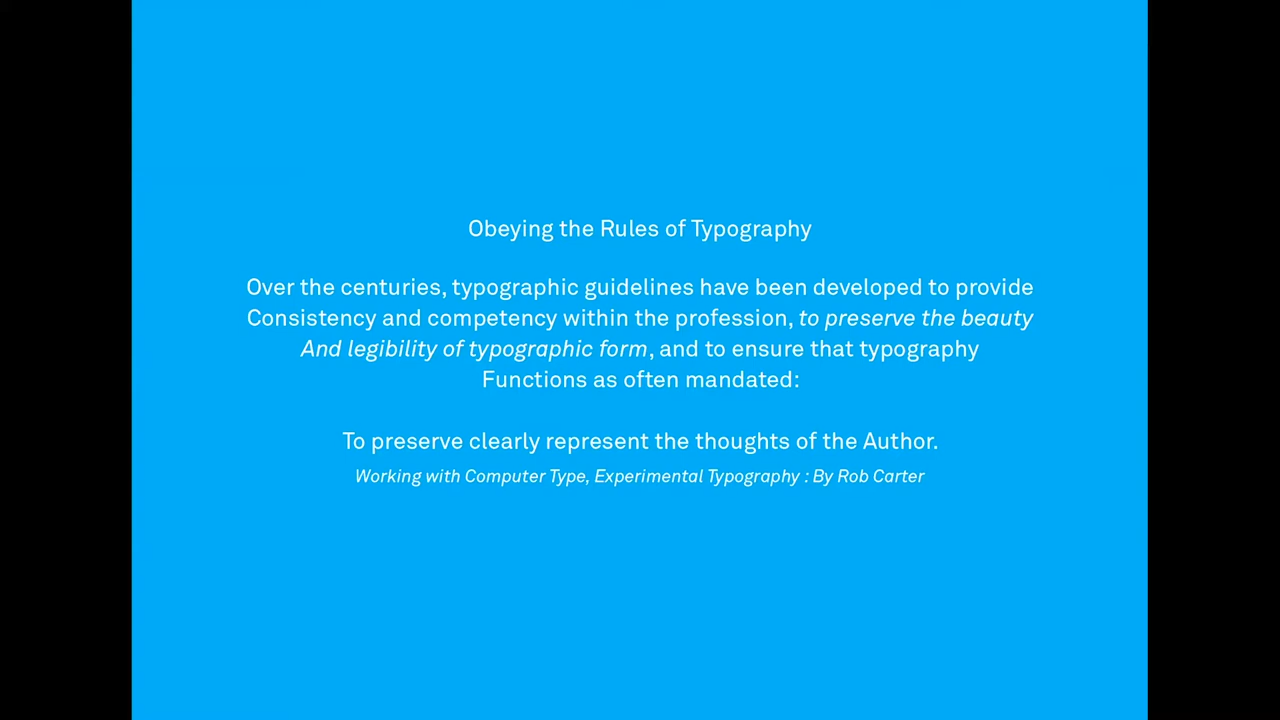 Obeying the Rules of Typography
Over the centuries, typographic guidelines have been developed to provide
Consistency and competency within the profession, to preserve the beauty
And legibility of typographic form, and to ensure that typography
Functions as often mandated:
To preserve clearly represent the thoughts of the Author.
Working with Computer Type, Experimental Typography : By Rob Carter